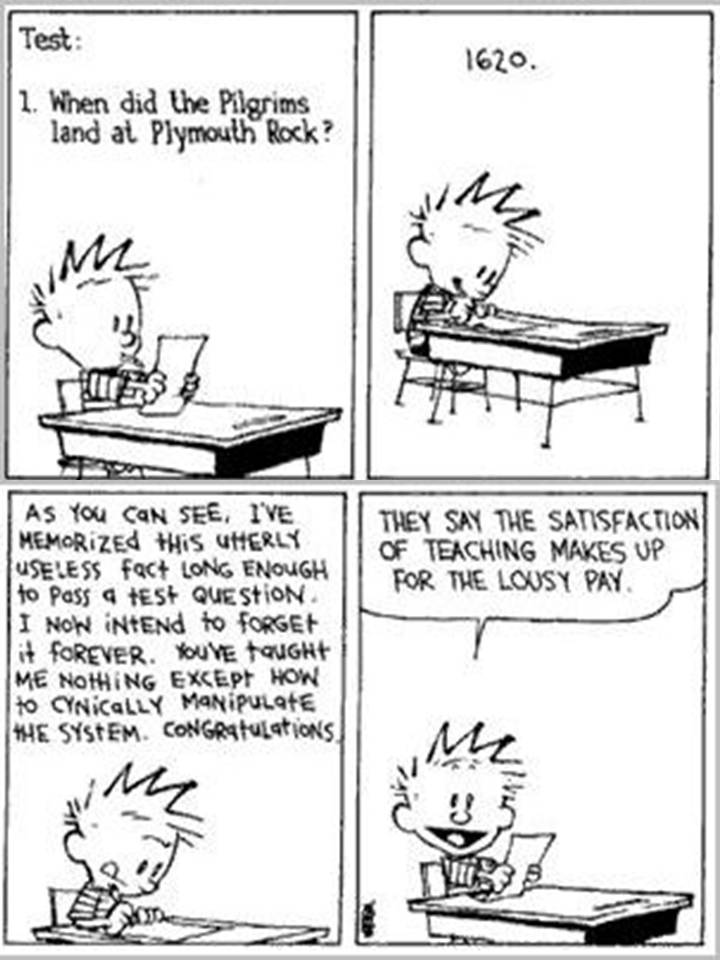 Test:
1. When did the Pilgrims
land at Plymouth Rock?
1620.
AS YOU CAN SEE, I'VE
MEMORIZED THIS UTTERLY
USELESS FACT LONG ENOUGH
TO PASS A TEST QUESTION.
I NOW INTEND TO FORGET
IT FOREVER. YOU'VE TAUGHT
ME NOTHING EXCEPT HOW
TO CYNICALLY MANIPULATE
THE SYSTEM. CONGRATULATIONS.
THEY SAY THE SATISFACTION
OF TEACHING MAKES UP
FOR THE LOUSY PAY.